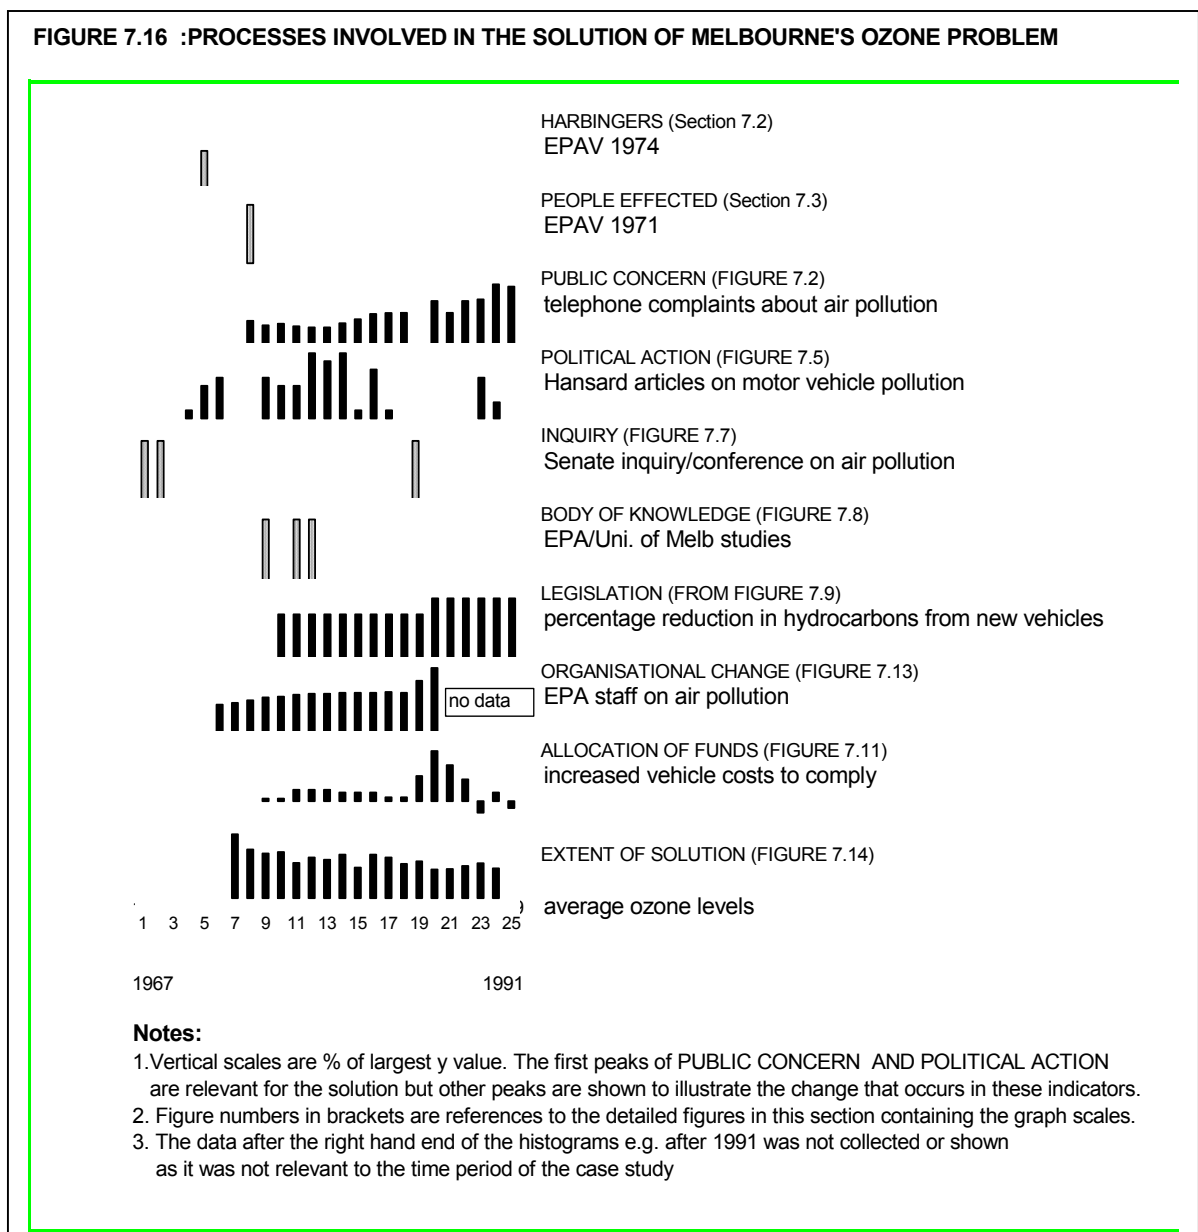 FIGURE 7.16 :PROCESSES INVOLVED IN THE SOLUTION OF MELBOURNE'S OZONE PROBLEM
HARBINGERS (Section 7.2)
EPAV 1974
PEOPLE EFFECTED (Section 7.3)
EPAV 1971
PUBLIC CONCERN (FIGURE 7.2)
telephone complaints about air pollution
POLITICAL ACTION (FIGURE 7.5)
Hansard articles on motor vehicle pollution
INQUIRY (FIGURE 7.7)
Senate inquiry/conference on air pollution
BODY OF KNOWLEDGE (FIGURE 7.8)
EPA/Uni. of Melb studies
LEGISLATION (FROM FIGURE 7.9)
percentage reduction in hydrocarbons from new vehicles
ORGANISATIONAL CHANGE (FIGURE 7.13)
no data EPA staff on air pollution
ALLOCATION OF FUNDS (FIGURE 7.11)
increased vehicle costs to comply
EXTENT OF SOLUTION (FIGURE 7.14)
average ozone levels
1 3 5 7 9 11 13 15 17 19 21 23 25
1967 1991
Notes:
1.Vertical scales are % of largest y value. The first peaks of PUBLIC CONCERN AND POLITICAL ACTION
are relevant for the solution but other peaks are shown to illustrate the change that occurs in these indicators.
2. Figure numbers in brackets are references to the detailed figures in this section containing the graph scales.
3. The data after the right hand end of the histograms e.g. after 1991 was not collected or shown
as it was not relevant to the time period of the case study